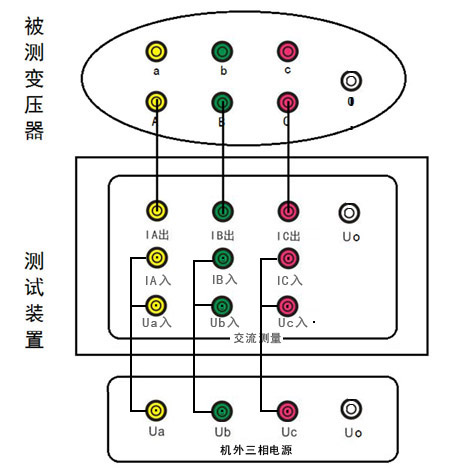 被测变压器
a b c
0
A B C
测试装置
IA出 IB出 IC出 Uo
IA入 IB入 IC入
Ua入 Ub入 Uc入
交流测量
Ua Ub Uc Uo
机外三相电源